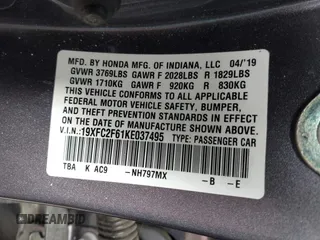 MFD. BY HONDA MFG. OF INDIANA, LLC 04/'19
GVWR 3769LBS GAWR F 2028LBS R 1829LBS
GVWR 1710KG GAWR F 920KG R 830KG
THIS VEHICLE CONFORMS TO ALL APPLICABLE
FEDERAL MOTOR VEHICLE SAFETY, BUMPER,
AND THEFT PREVENTION STANDARDS IN EFFECT
ON THE DATE OF MANUFACTURE SHOWN ABOVE.
V.I.N.: 19XFC2F61KE037495 TYPE: PASSENGER CAR
TBA K AC9 -NH797MX -B -E
DREAMBID